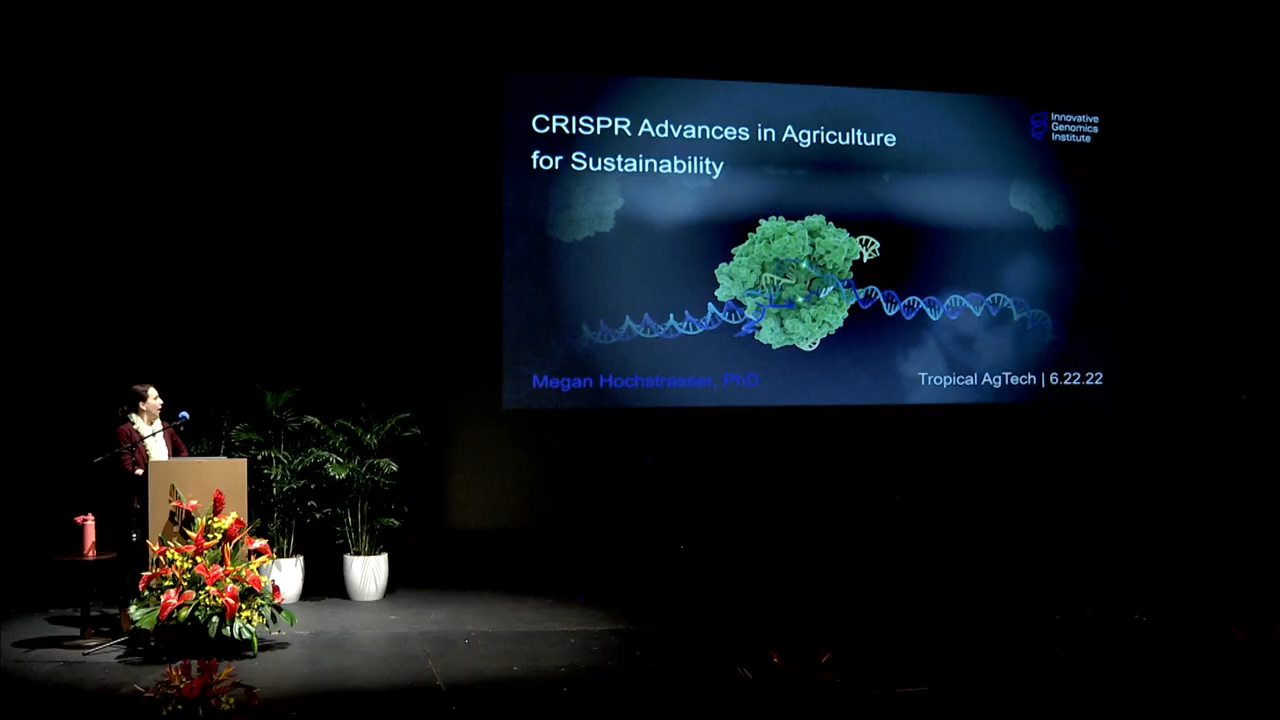 CRISPR Advances in Agriculture
for Sustainability
Innovative
Genomics
Institute
Megan Hochstrasser, PhD
Tropical AgTech | 6.22.22